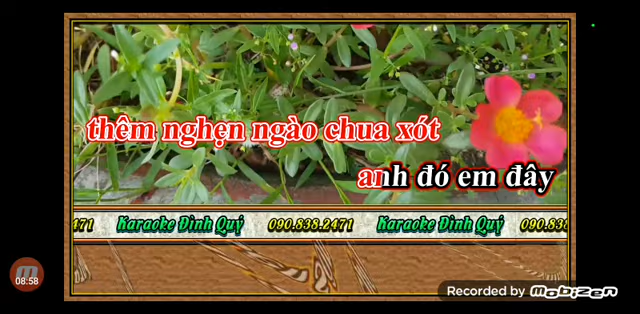 thêm nghẹn ngào chua xót
anh đó em đây
471 Karaoke Đình Quý 090.838.2471 Karaoke Đình Quý 090.83
08:58
Recorded by mobizen